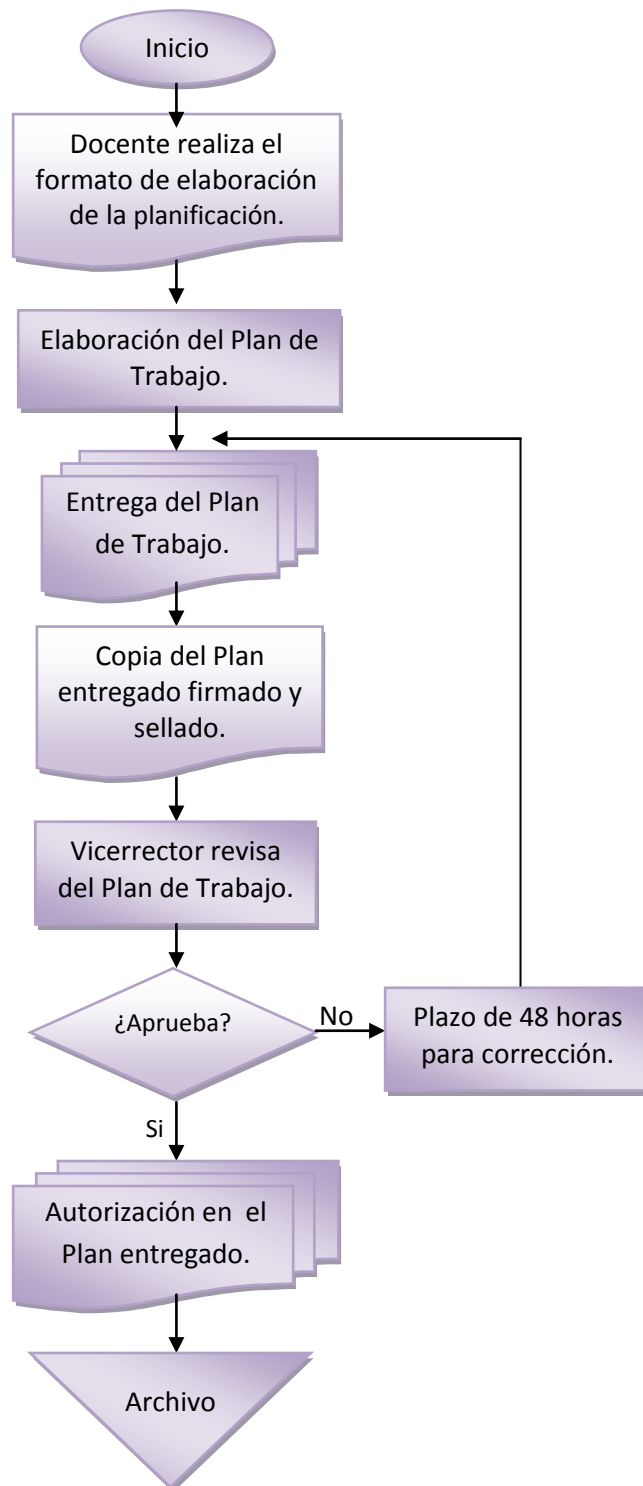 Inicio
Docente realiza el
formato de elaboración
de la planificación.
Elaboración del Plan de
Trabajo.
Entrega del Plan
de Trabajo.
Copia del Plan
entregado firmado y
sellado.
Vicerrector revisa
del Plan de Trabajo.
¿Aprueba?
No
Plazo de 48 horas
para corrección.
Si
Autorización en el
Plan entregado.
Archivo